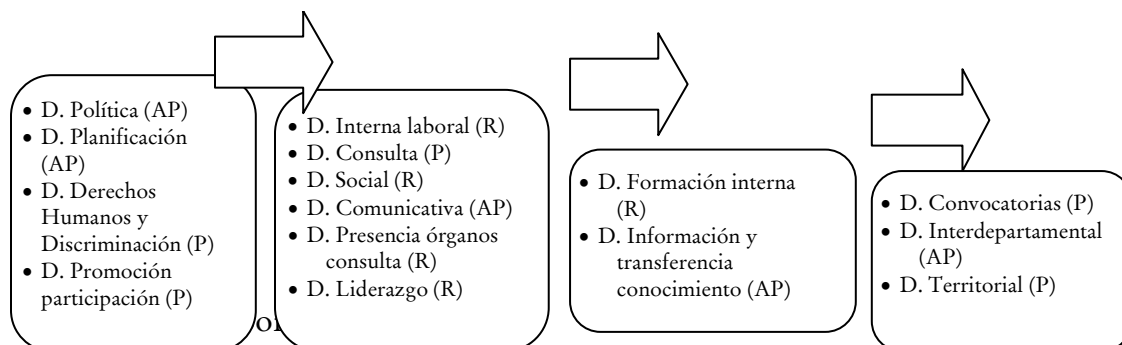 • D. Política (AP)
• D. Planificación
(AP)
• D. Derechos
Humanos y
Discriminación (P)
• D. Promoción
participación (P)
• D. Interna laboral (R)
• D. Consulta (P)
• D. Social (R)
• D. Comunicativa (AP)
• D. Presencia órganos
consulta (R)
• D. Liderazgo (R)
• D. Formación interna
(R)
• D. Información y
transferencia
conocimiento (AP)
• D. Convocatorias (P)
• D. Interdepartamental
(AP)
• D. Territorial (P)